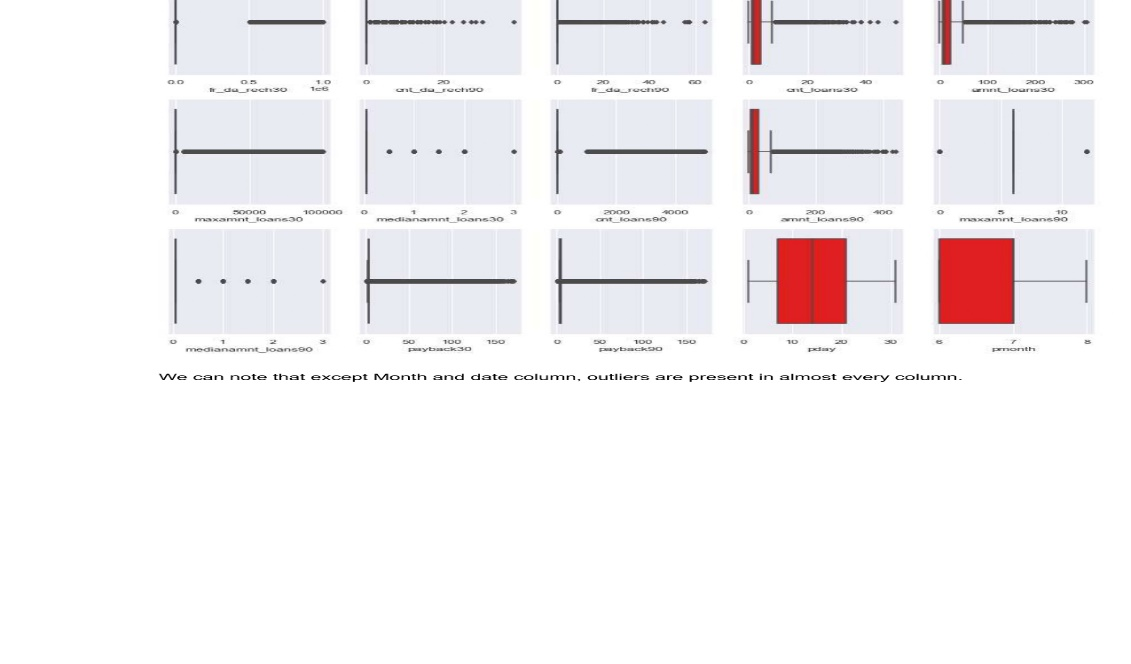 0.0 0.5 1.0 0 20 0 20 40 60 0 20 40 0 100 200 300
fr_da_rech30 1e6 cnt_da_rech90 fr_da_rech90 cnt_loans30 amnt_loans30
0 50000 100000 0 1 2 3 0 2000 4000 0 200 400 0 5 10
maxamnt_loans30 medianamnt_loans30 cnt_loans90 amnt_loans90 maxamnt_loans90
0 1 2 3 0 50 100 150 0 50 100 150 0 10 20 30 6 7 8
medianamnt_loans90 payback30 payback90 pday pmonth
We can note that except Month and date column, outliers are present in almost every column.